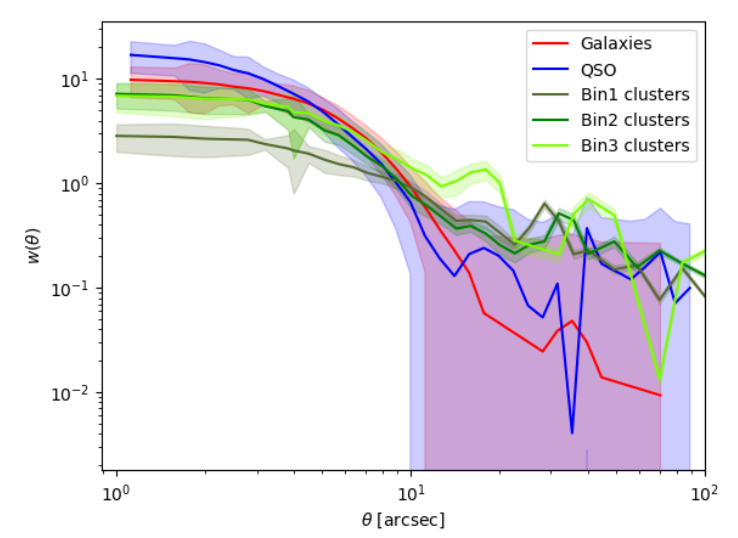 Galaxies
QSO
Bin1 clusters
Bin2 clusters
Bin3 clusters
10¹
10⁰
10⁻¹
10⁻²
w(θ)
10⁰ 10¹ 10²
θ [arcsec]